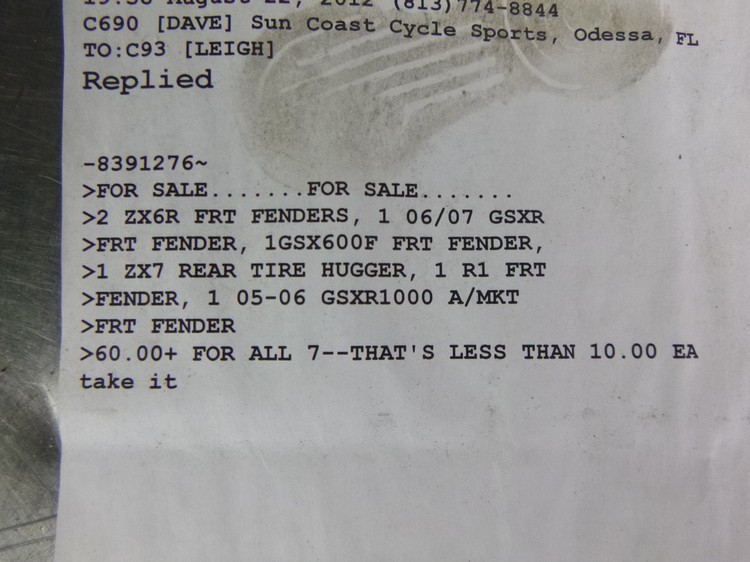 August 22, 2012 (813)774-8844
C690 [DAVE] Sun Coast Cycle Sports, Odessa, FL
TO:C93 [LEIGH]
Replied
-8391276~
>FOR SALE.......FOR SALE.......
>2 ZX6R FRT FENDERS, 1 06/07 GSXR
>FRT FENDER, 1GSX600F FRT FENDER,
>1 ZX7 REAR TIRE HUGGER, 1 R1 FRT
>FENDER, 1 05-06 GSXR1000 A/MKT
>FRT FENDER
>60.00+ FOR ALL 7--THAT'S LESS THAN 10.00 EA
take it